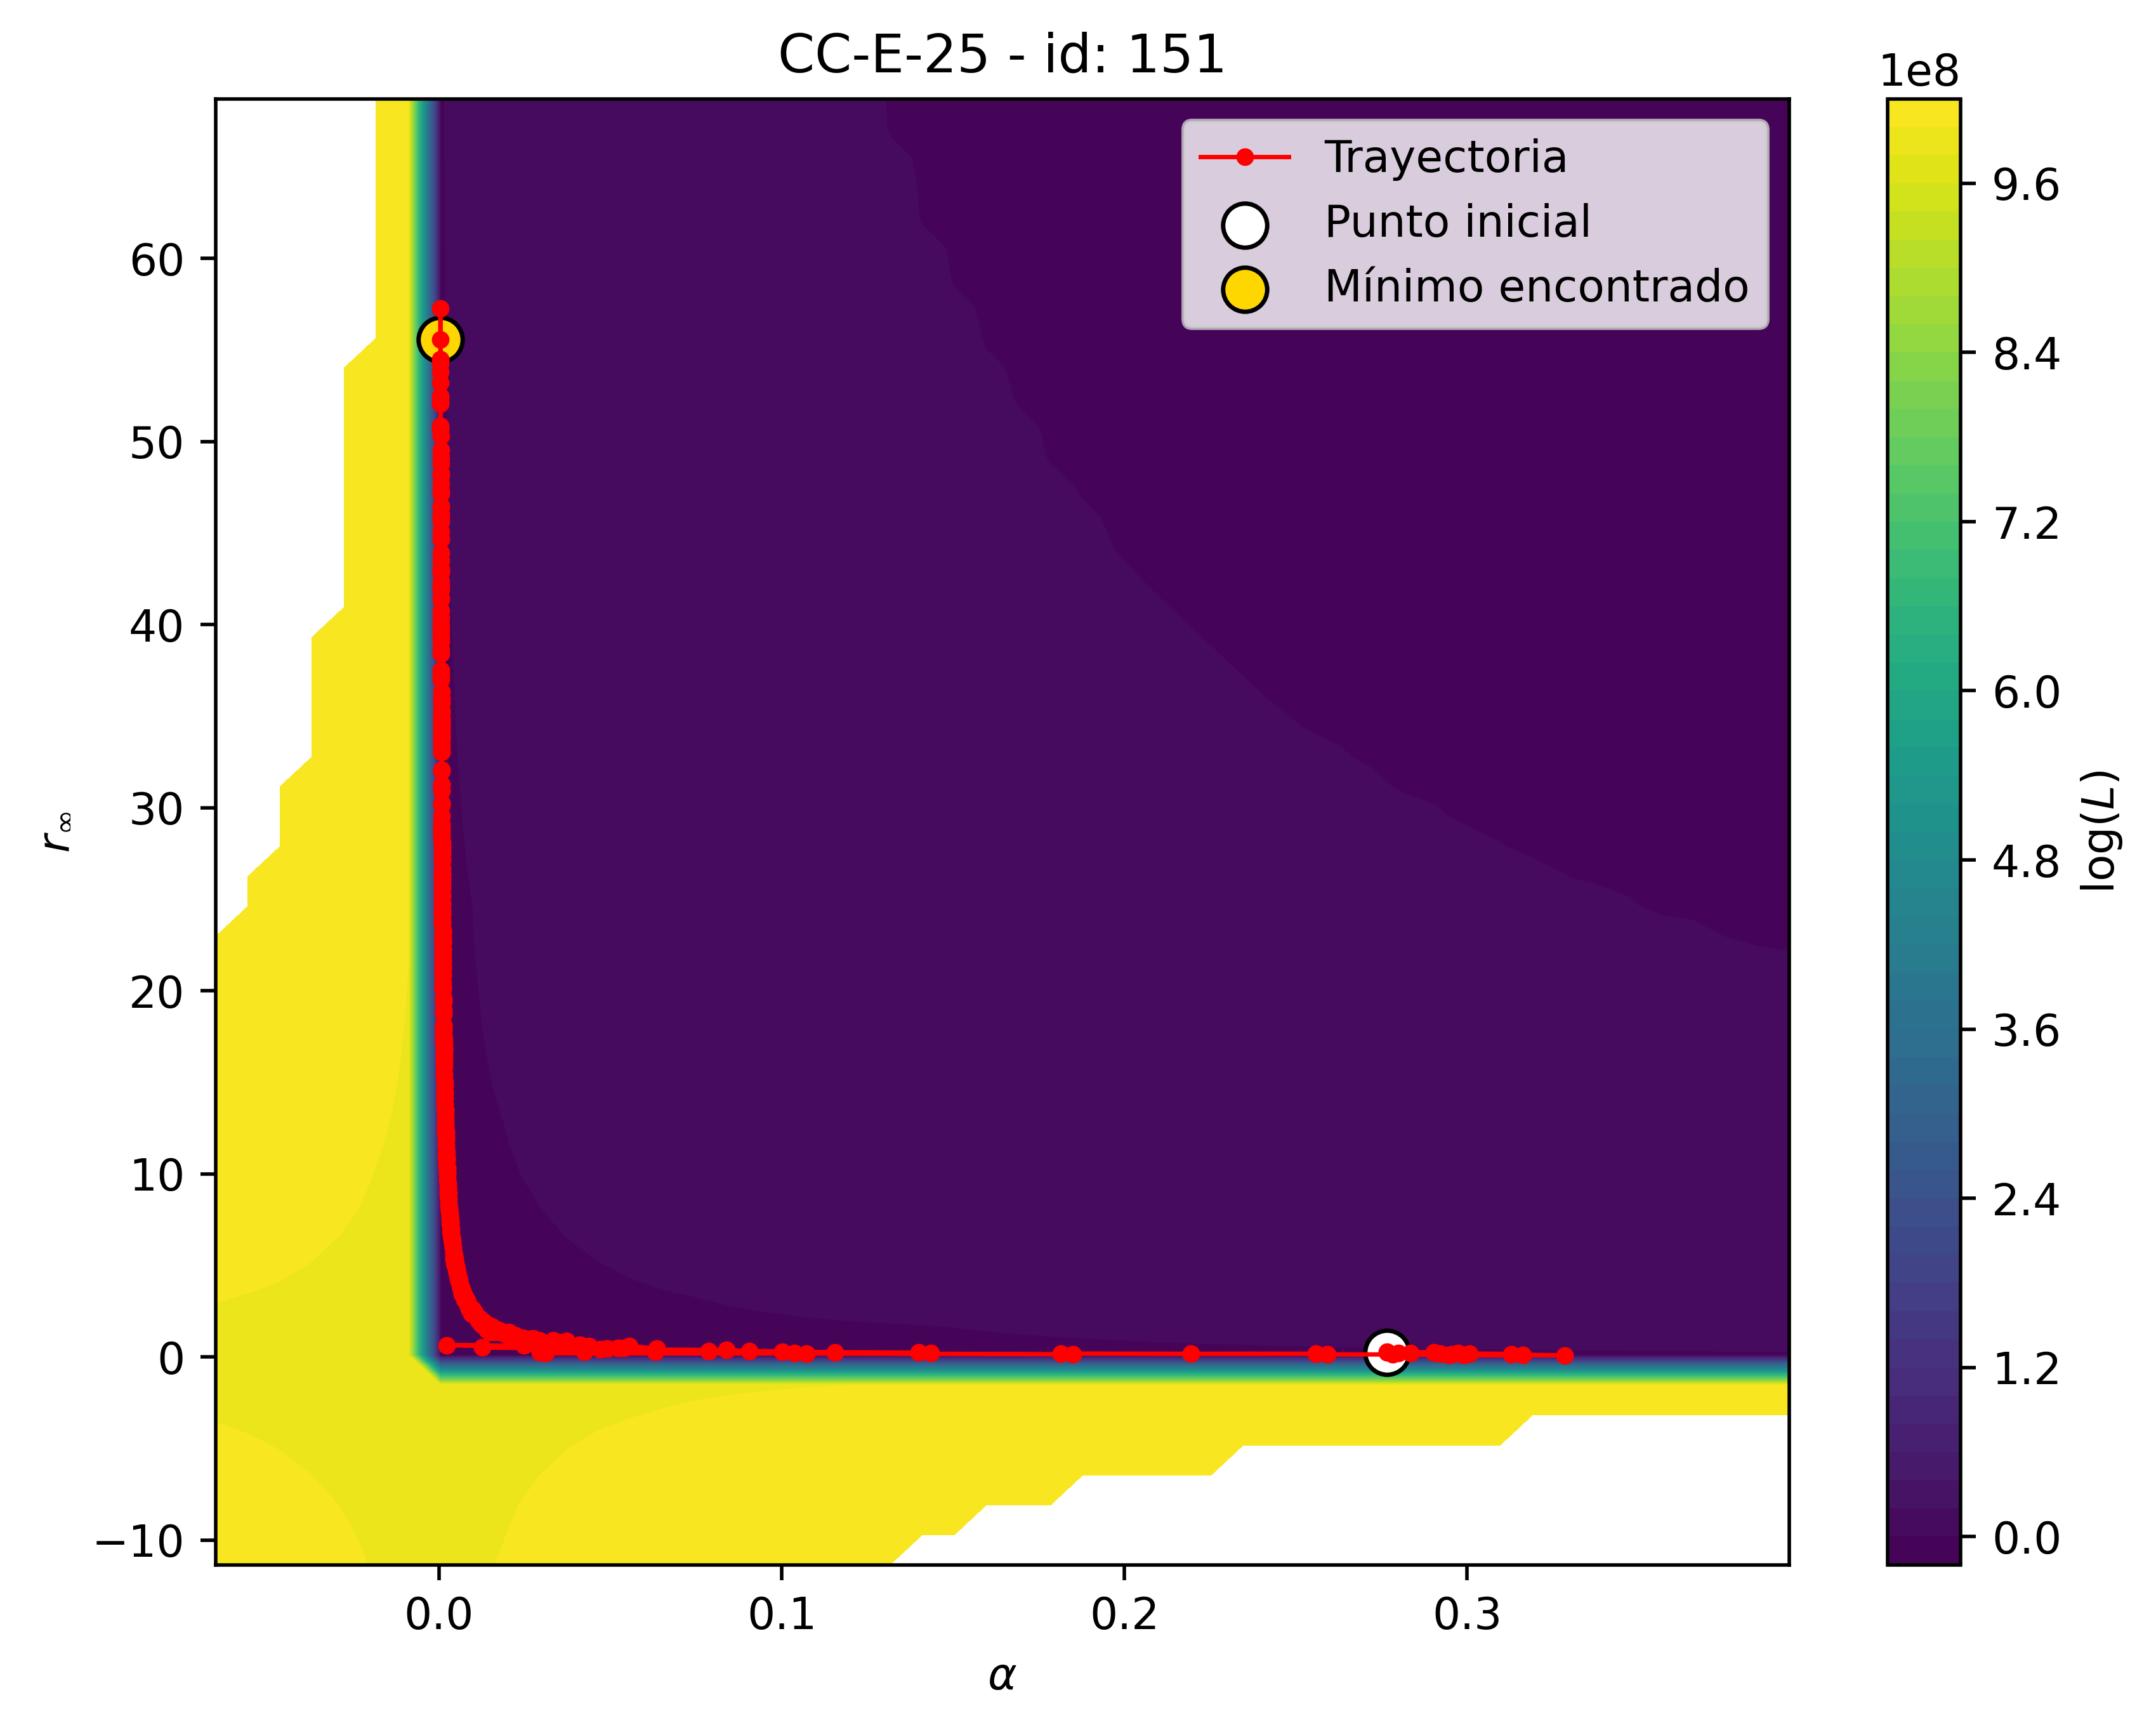 CC-E-25 - id: 151
1e8
Trayectoria
Punto inicial
Mínimo encontrado
60
50
40
30
20
10
0
−10
r∞
0.0
0.1
0.2
0.3
α
9.6
8.4
7.2
6.0
4.8
3.6
2.4
1.2
0.0
log(L)